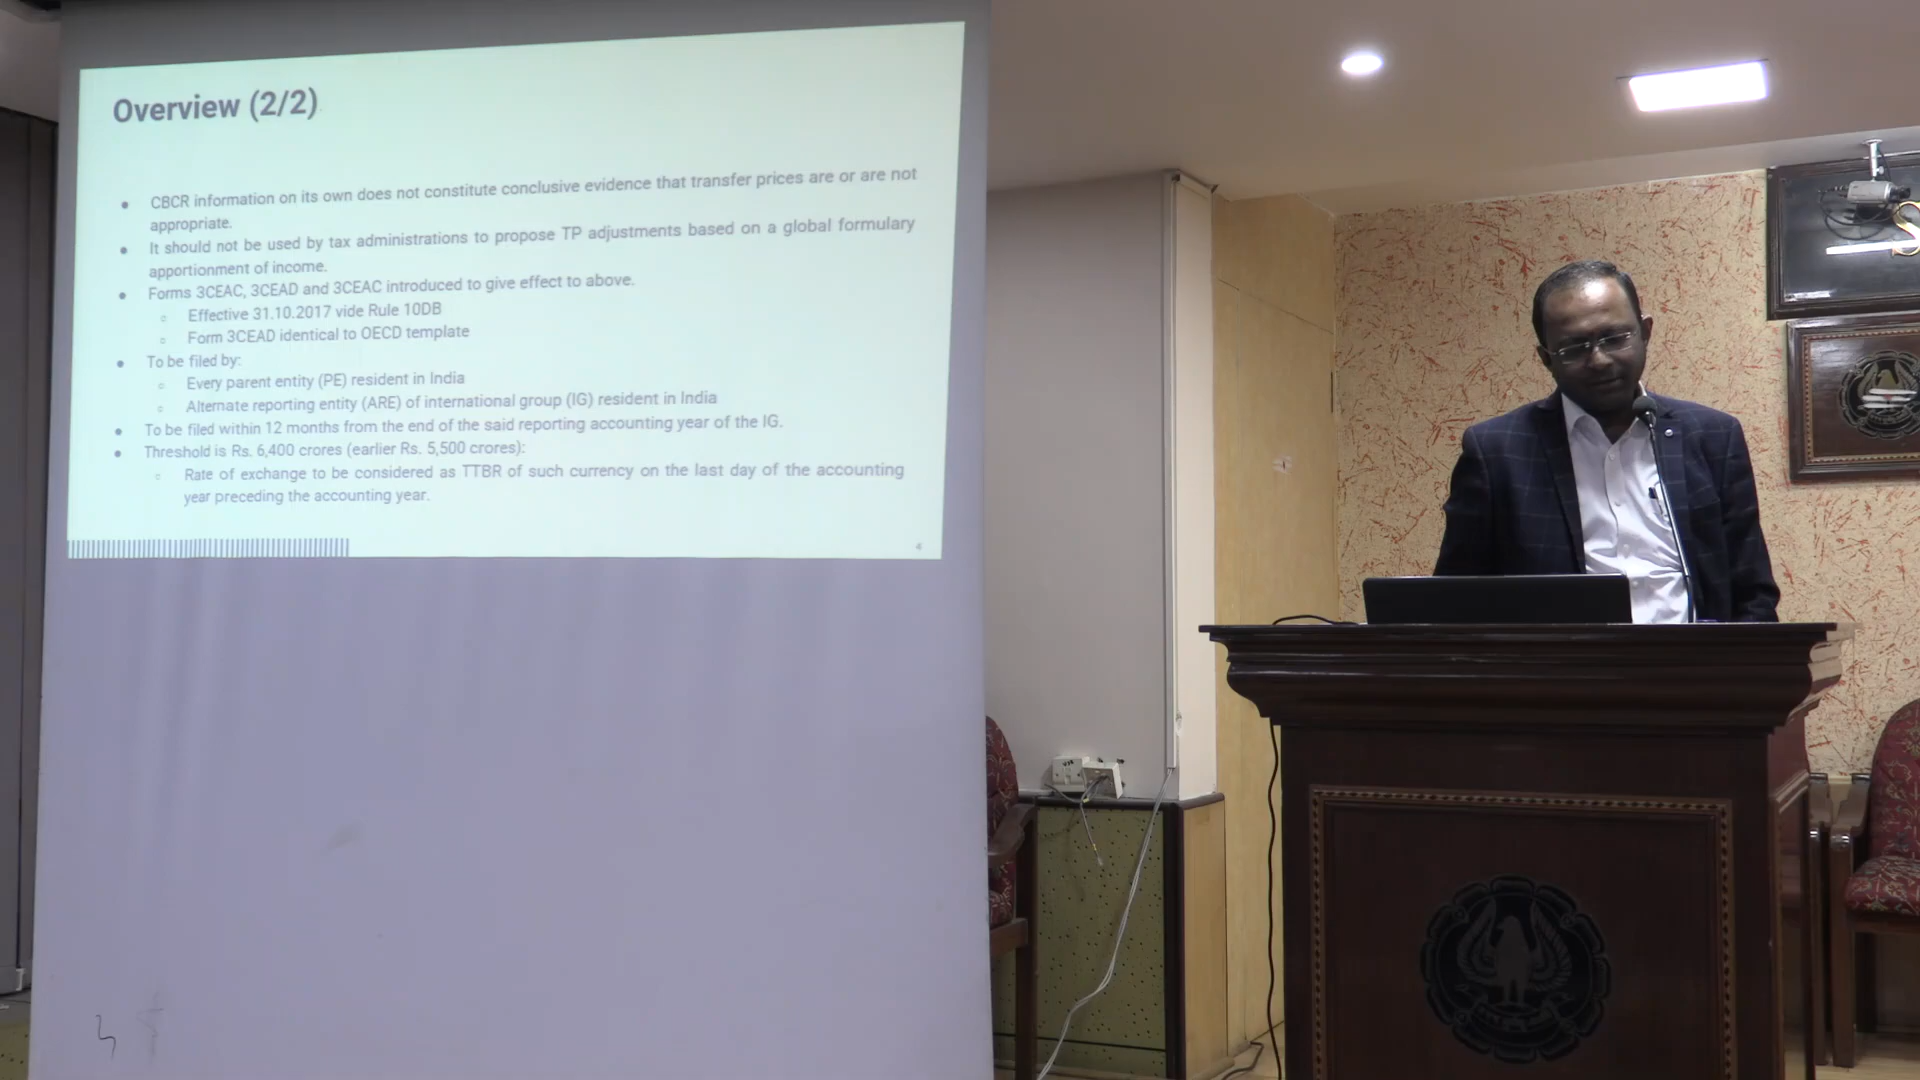 Overview (2/2)
● CBCR information on its own does not constitute conclusive evidence that transfer prices are or are not
appropriate.
● It should not be used by tax administrations to propose TP adjustments based on a global formulary
apportionment of income.
● Forms 3CEAC, 3CEAD and 3CEAC introduced to give effect to above.
○ Effective 31.10.2017 vide Rule 10DB
○ Form 3CEAD identical to OECD template
● To be filed by:
○ Every parent entity (PE) resident in India
○ Alternate reporting entity (ARE) of international group (IG) resident in India
● To be filed within 12 months from the end of the said reporting accounting year of the IG.
● Threshold is Rs. 6,400 crores (earlier Rs. 5,500 crores):
○ Rate of exchange to be considered as TTBR of such currency on the last day of the accounting
year preceding the accounting year.
4